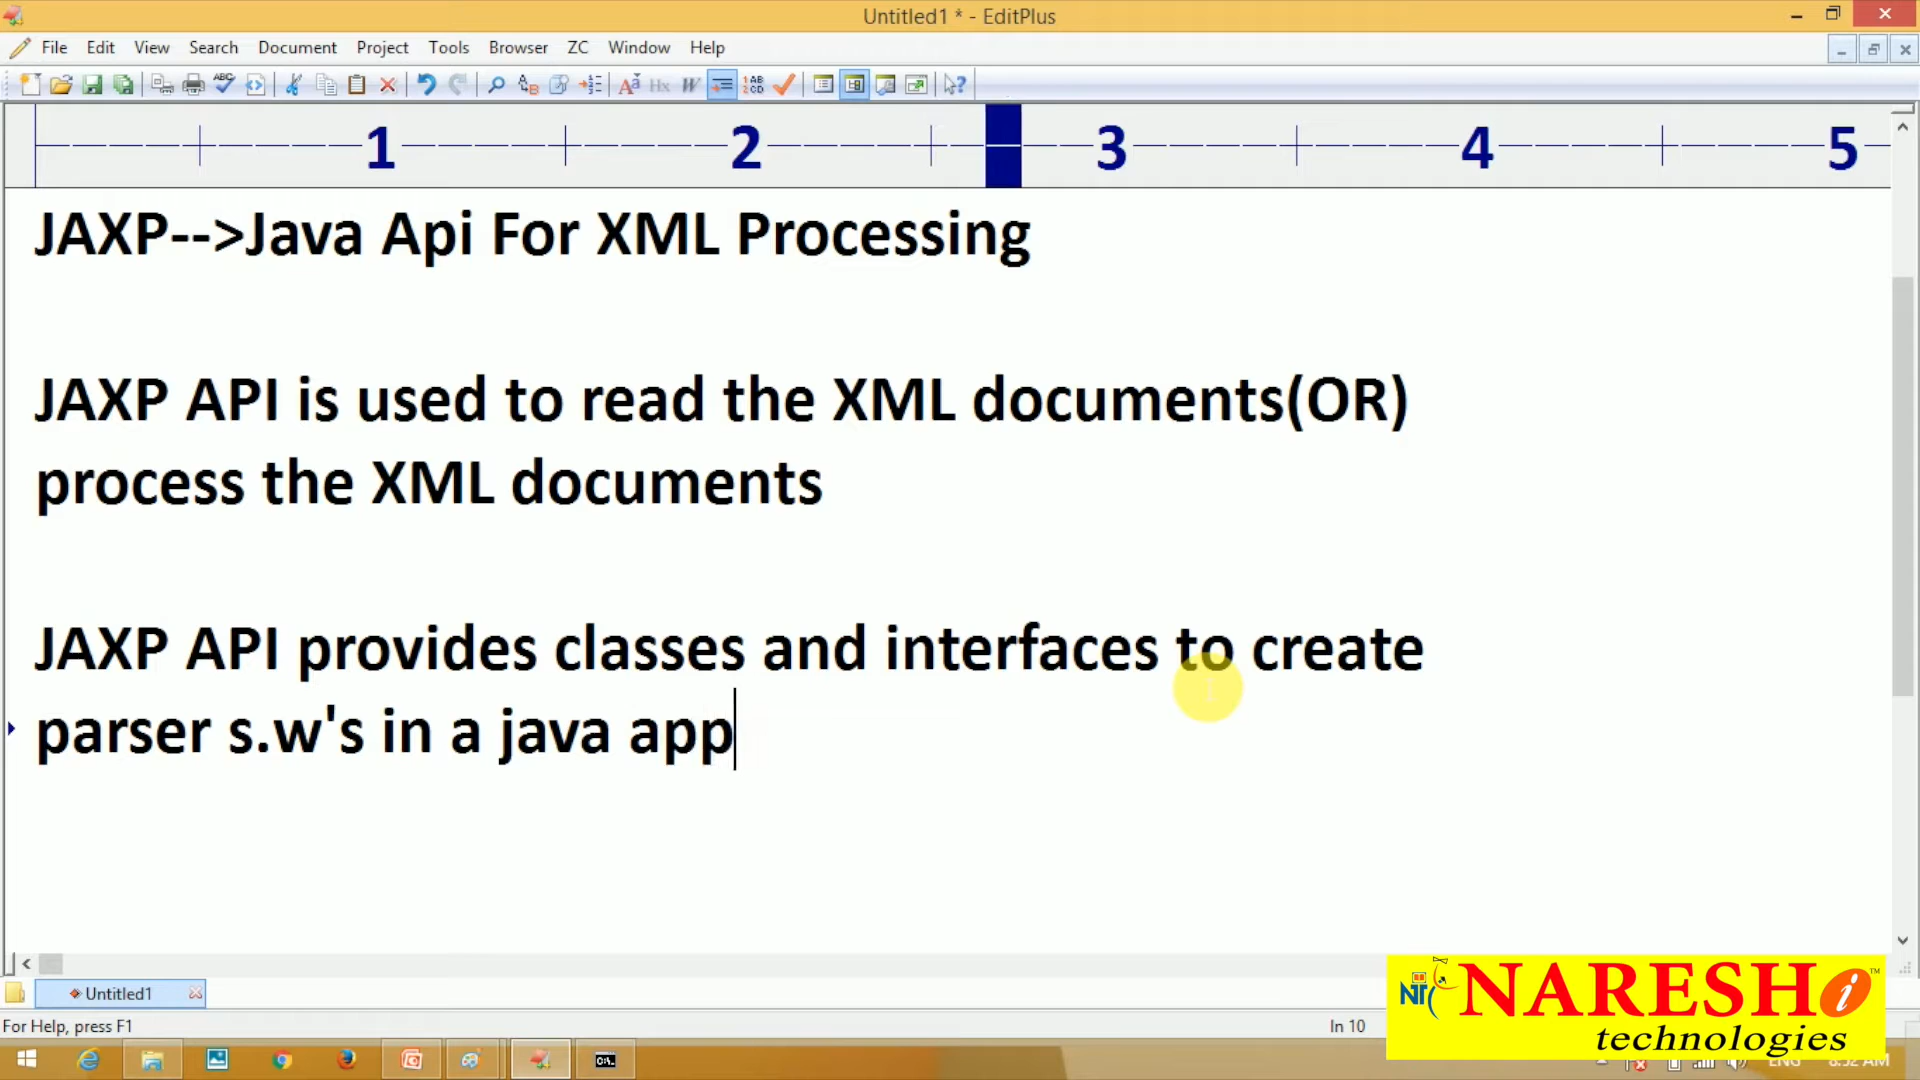 Untitled1 * - EditPlus
File Edit View Search Document Project Tools Browser ZC Window Help
1 2 3 4 5
JAXP-->Java Api For XML Processing
JAXP API is used to read the XML documents(OR)
process the XML documents
JAXP API provides classes and interfaces to create
parser s.w's in a java app
Untitled1
For Help, press F1
ln 10
NARESH i ™
technologies